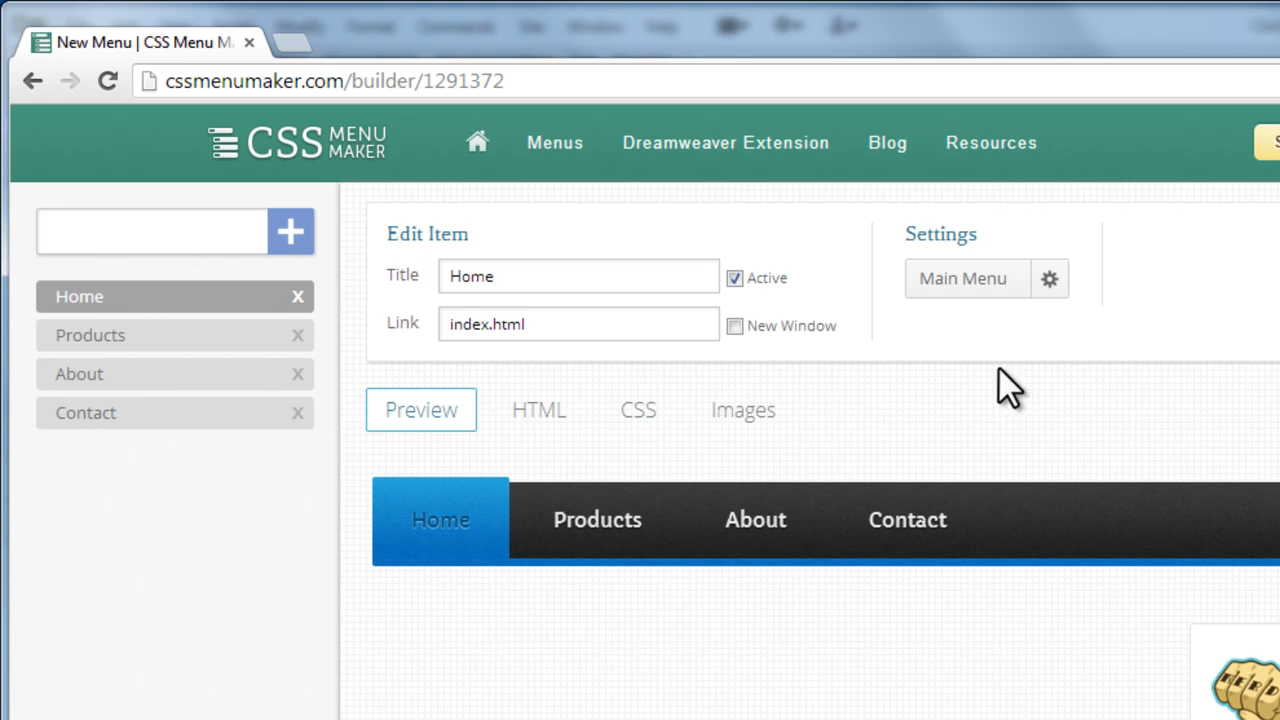 New Menu | CSS Menu M
cssmenumaker.com/builder/1291372
CSS MENU MAKER
Menus
Dreamweaver Extension
Blog
Resources
S
Edit Item
Settings
Title
Home
Active
Main Menu
Link
index.html
New Window
Home X
Products X
About X
Contact X
Preview
HTML
CSS
Images
Home
Products
About
Contact
NERD